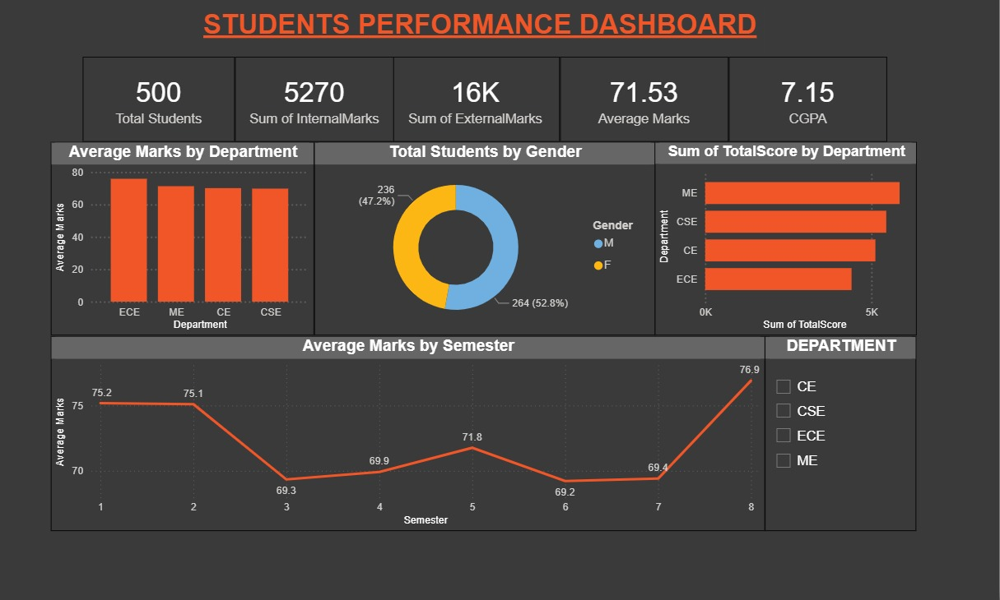 STUDENTS PERFORMANCE DASHBOARD
500
Total Students
5270
Sum of InternalMarks
16K
Sum of ExternalMarks
71.53
Average Marks
7.15
CGPA
Average Marks by Department
80
60
40
20
0
Average Marks
ECE
ME
CE
CSE
Department
Total Students by Gender
236
(47.2%)
264 (52.8%)
Gender
M
F
Sum of TotalScore by Department
Department
ME
CSE
CE
ECE
0K
5K
Sum of TotalScore
Average Marks by Semester
Average Marks
75
70
75.2
75.1
69.3
69.9
71.8
69.2
69.4
76.9
1
2
3
4
5
6
7
8
Semester
DEPARTMENT
CE
CSE
ECE
ME